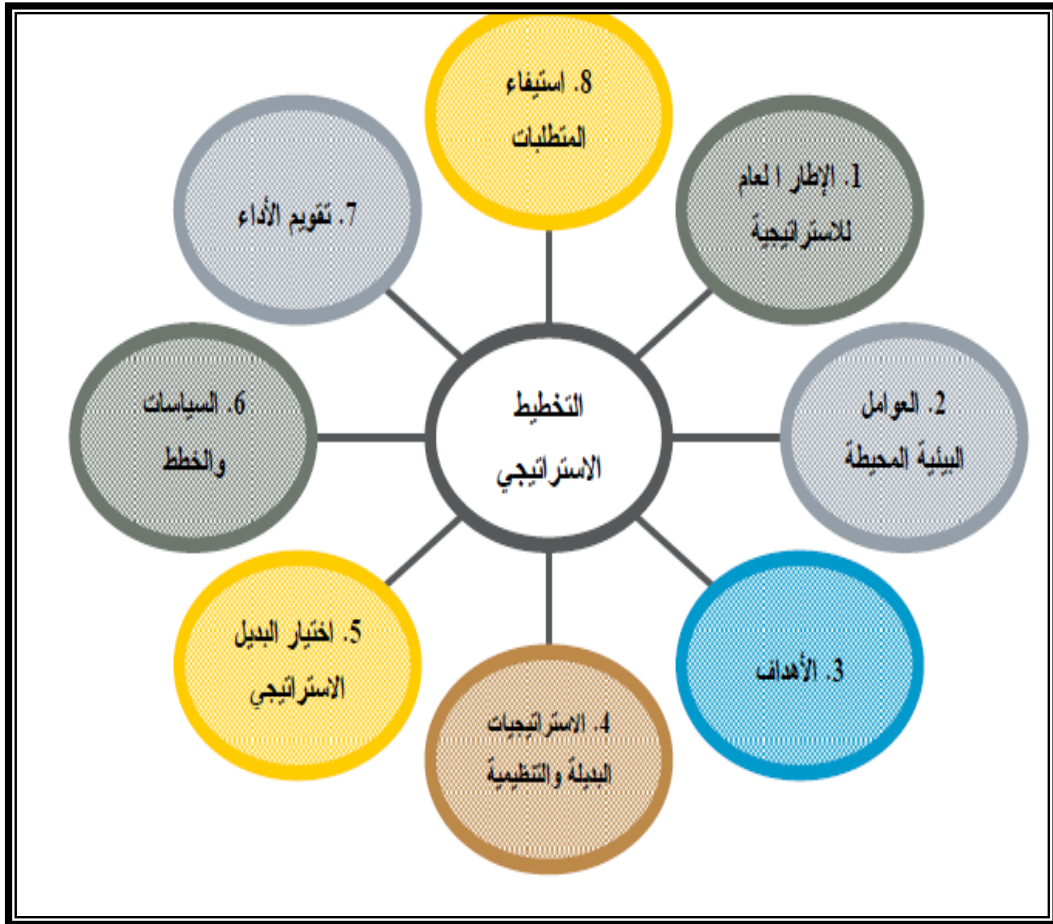 التخطيط
الاستراتيجي
1. الإطار ا لعام
للاستراتيجية
2. العوامل
البيئية المحيطة
3. الأهداف
4. الاستراتيجيات
البديلة والتنظيمية
5. اختيار البديل
الاستراتيجي
6. السياسات
والخطط
7. تقويم الأداء
8. استيفاء
المتطلبات